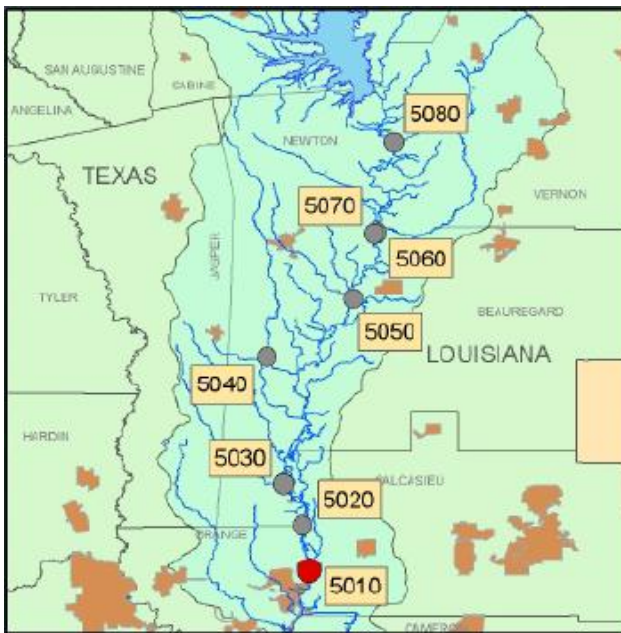 SAN AUGUSTINE
SABINE
ANGELINA
5080
NEWTON
TEXAS
VERNON
5070
JASPER
5060
TYLER
5050
BEAUREGARD
LOUISIANA
5040
HARDIN
5030
CALCASIEU
5020
ORANGE
5010
CAMERON